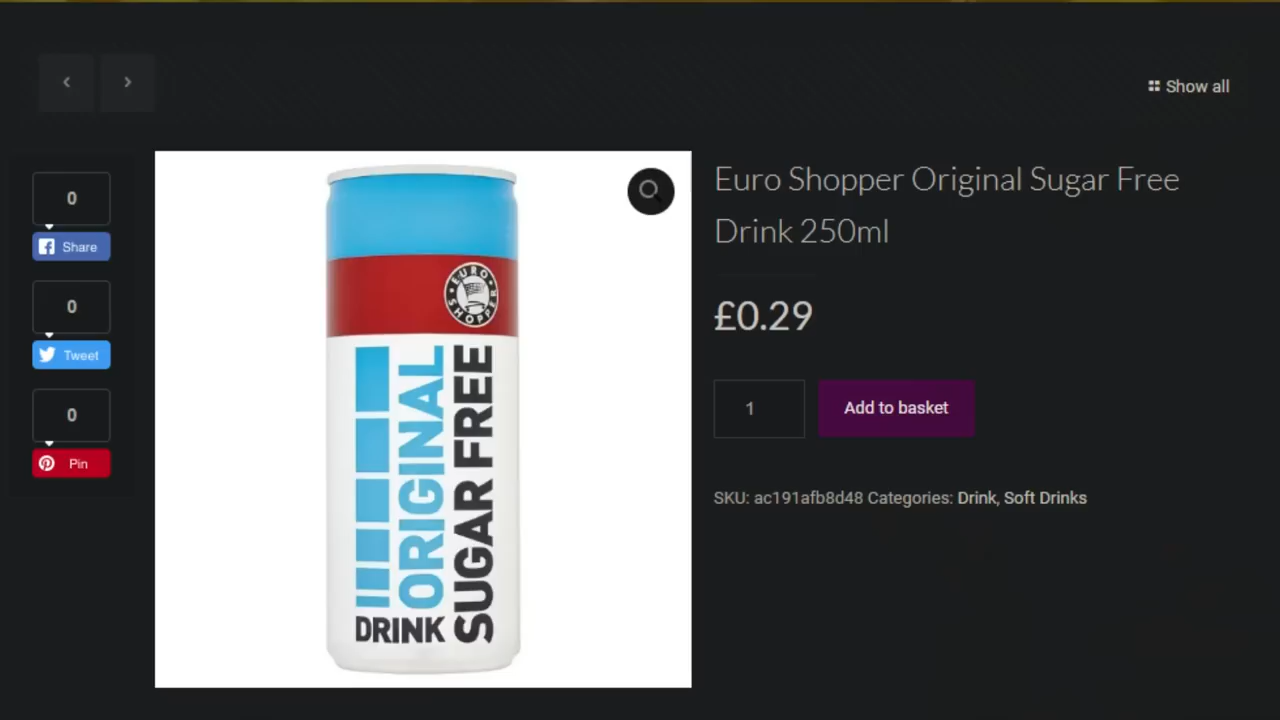 Show all
0
Share
0
Tweet
0
Pin
EURO
SHOPPER
ORIGINAL
SUGAR FREE
DRINK
Euro Shopper Original Sugar Free
Drink 250ml
£0.29
1
Add to basket
SKU: ac191afb8d48 Categories: Drink, Soft Drinks